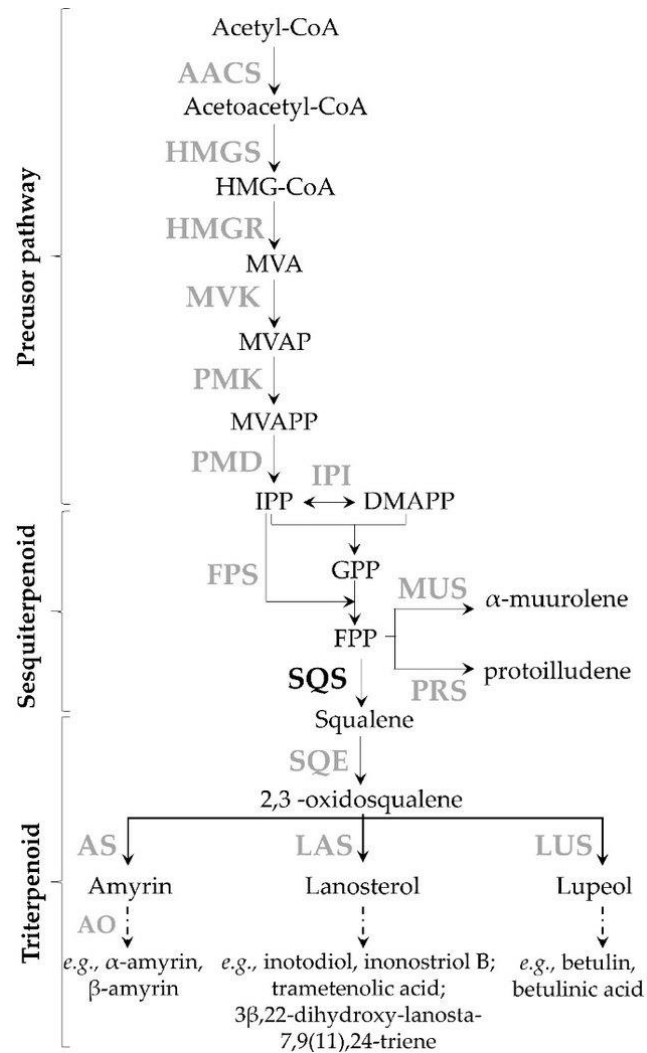 Acetyl-CoA
AACS
Acetoacetyl-CoA
HMGS
HMG-CoA
HMGR
MVA
MVK
MVAP
PMK
MVAPP
PMD
IPI
IPP
DMAPP
Precusor pathway
GPP
FPS
MUS
α-muurolene
FPP
SQS
protoilludene
PRS
Squalene
Sesquiterpenoid
SQE
2,3 -oxidosqualene
AS
LAS
LUS
Amyrin
Lanosterol
Lupeol
AO
e.g., α-amyrin,
β-amyrin
e.g., inotodiol, inonostriol B;
trametenolic acid;
3β,22-dihydroxy-lanosta-
7,9(11),24-triene
e.g., betulin,
betulinic acid
Triterpenoid